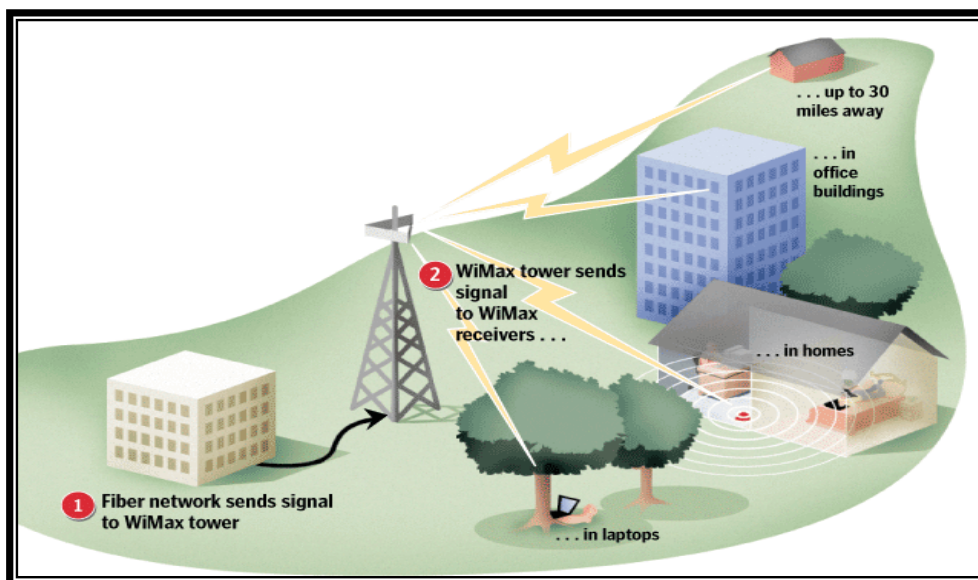 1 Fiber network sends signal
to WiMax tower
2 WiMax tower sends
signal
to WiMax
receivers . . .
. . . up to 30
miles away
. . . in
office
buildings
. . . in homes
. . . in laptops